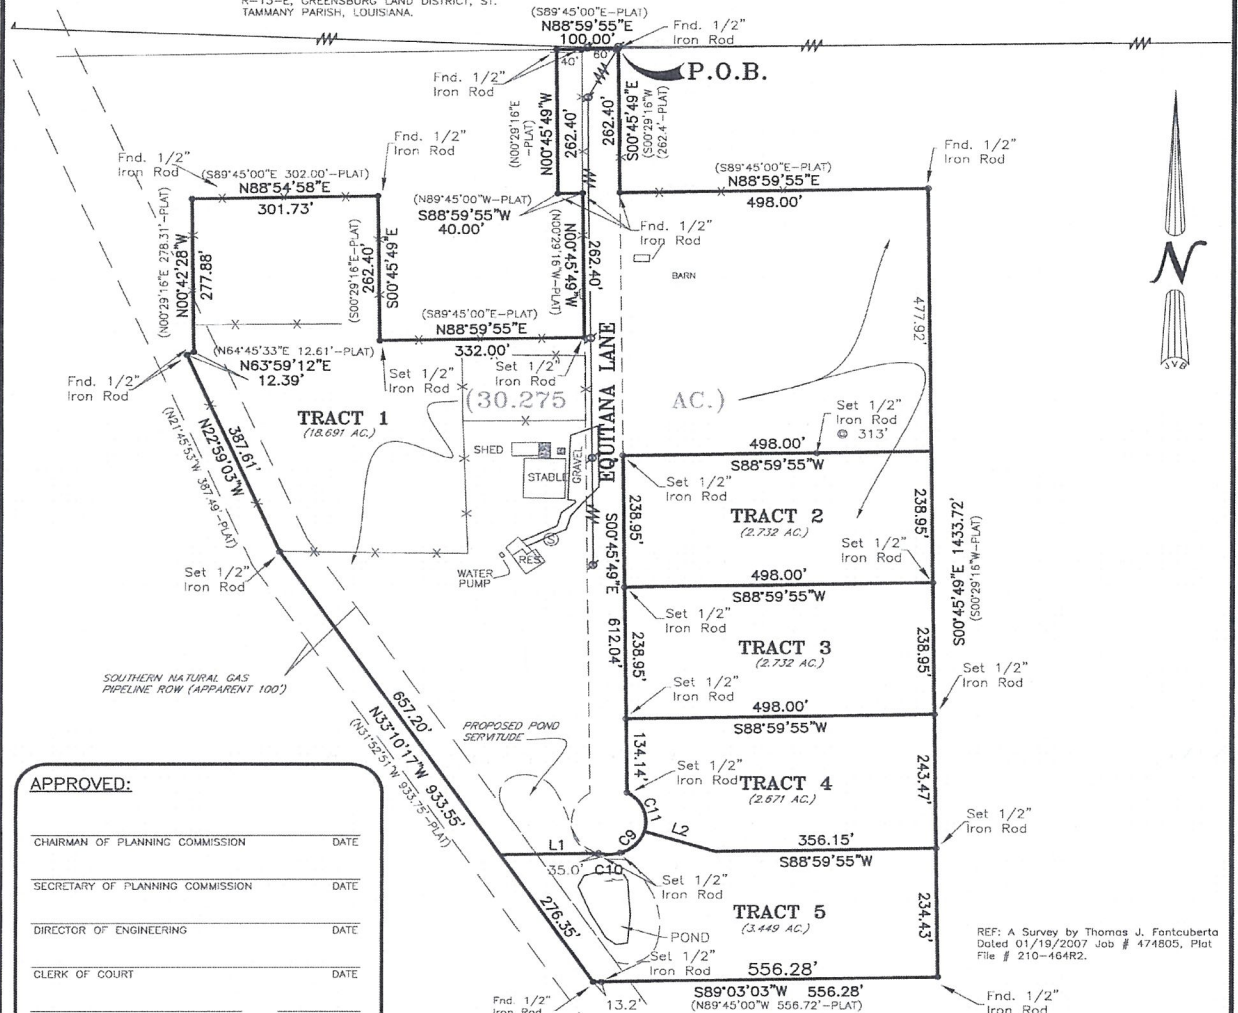 R-13-E, GREENSBURG LAND DISTRICT, ST.
TAMMANY PARISH, LOUISIANA.
(S89°45'00"E-PLAT)
N88°59'55"E
100.00'
60'
40'
Fnd. 1/2"
Iron Rod
P.O.B.
Fnd. 1/2"
Iron Rod
(N00°29'16"E
-PLAT)
N00°45'49"W
262.40'
262.40'
S00°45'49"E
(S00°29'16"W
(262.4'-PLAT)
Fnd. 1/2"
Iron Rod
Fnd. 1/2"
Iron Rod
(S89°45'00"E 302.00'-PLAT)
N88°54'58"E
301.73'
(N00°29'16"E 278.31'-PLAT)
N00°42'28"W
277.88'
(S00°29'16"E-PLAT)
262.40'
S00°45'49"E
(N89°45'00"W-PLAT)
S88°59'55"W
40.00'
(N00°29'16"W-PLAT)
N00°45'49"W
262.40'
(S89°45'00"E-PLAT)
N88°59'55"E
498.00'
Fnd. 1/2"
Iron Rod
Fnd. 1/2"
Iron Rod
BARN
N
JVB
477.92'
(S89°45'00"E-PLAT)
N88°59'55"E
332.00'
(N64°45'33"E 12.61'-PLAT)
N63°59'12"E
12.39'
Fnd. 1/2"
Iron Rod
Set 1/2"
Iron Rod
Set 1/2"
Iron Rod
EQUITANA LANE
TRACT 1
(18.691 AC.)
(30.275 AC.)
Set 1/2"
Iron Rod
@ 313'
387.61'
N22°59'03"W
(N21°45'53"W 387.49'-PLAT)
SHED
STABLE
GRAVEL
498.00'
S88°59'55"W
Set 1/2"
Iron Rod
238.95'
TRACT 2
(2.732 AC.)
238.95'
S00°45'49"E 1433.72'
(S00°29'16"W-PLAT)
Set 1/2"
Iron Rod
S
RES.
WATER
PUMP
Set 1/2"
Iron Rod
S00°45'49"E 612.04'
498.00'
S88°59'55"W
Set 1/2"
Iron Rod
238.95'
TRACT 3
(2.732 AC.)
238.95'
Set 1/2"
Iron Rod
SOUTHERN NATURAL GAS
PIPELINE ROW (APPARENT 100')
Set 1/2"
Iron Rod
498.00'
S88°59'55"W
657.20'
N33°10'17"W 933.55'
(N31°52'51"W 933.75'-PLAT)
PROPOSED POND
SERVITUDE
134.14'
Set 1/2"
Iron Rod
TRACT 4
(2.671 AC.)
243.47'
C11
C9
L2
356.15'
S88°59'55"W
Set 1/2"
Iron Rod
L1
35.0'
C10
Set 1/2"
Iron Rod
276.35'
TRACT 5
(3.449 AC.)
234.43'
POND
Set 1/2"
Iron Rod
556.28'
S89°03'03"W 556.28'
(N89°45'00"W 556.72'-PLAT)
Fnd. 1/2"
Iron Rod
13.2'
Fnd. 1/2"
Iron Rod
REF: A Survey by Thomas J. Fontcuberta
Dated 01/19/2007 Job # 474805, Plat
File # 210-464R2.
APPROVED:
CHAIRMAN OF PLANNING COMMISSION DATE
SECRETARY OF PLANNING COMMISSION DATE
DIRECTOR OF ENGINEERING DATE
CLERK OF COURT DATE